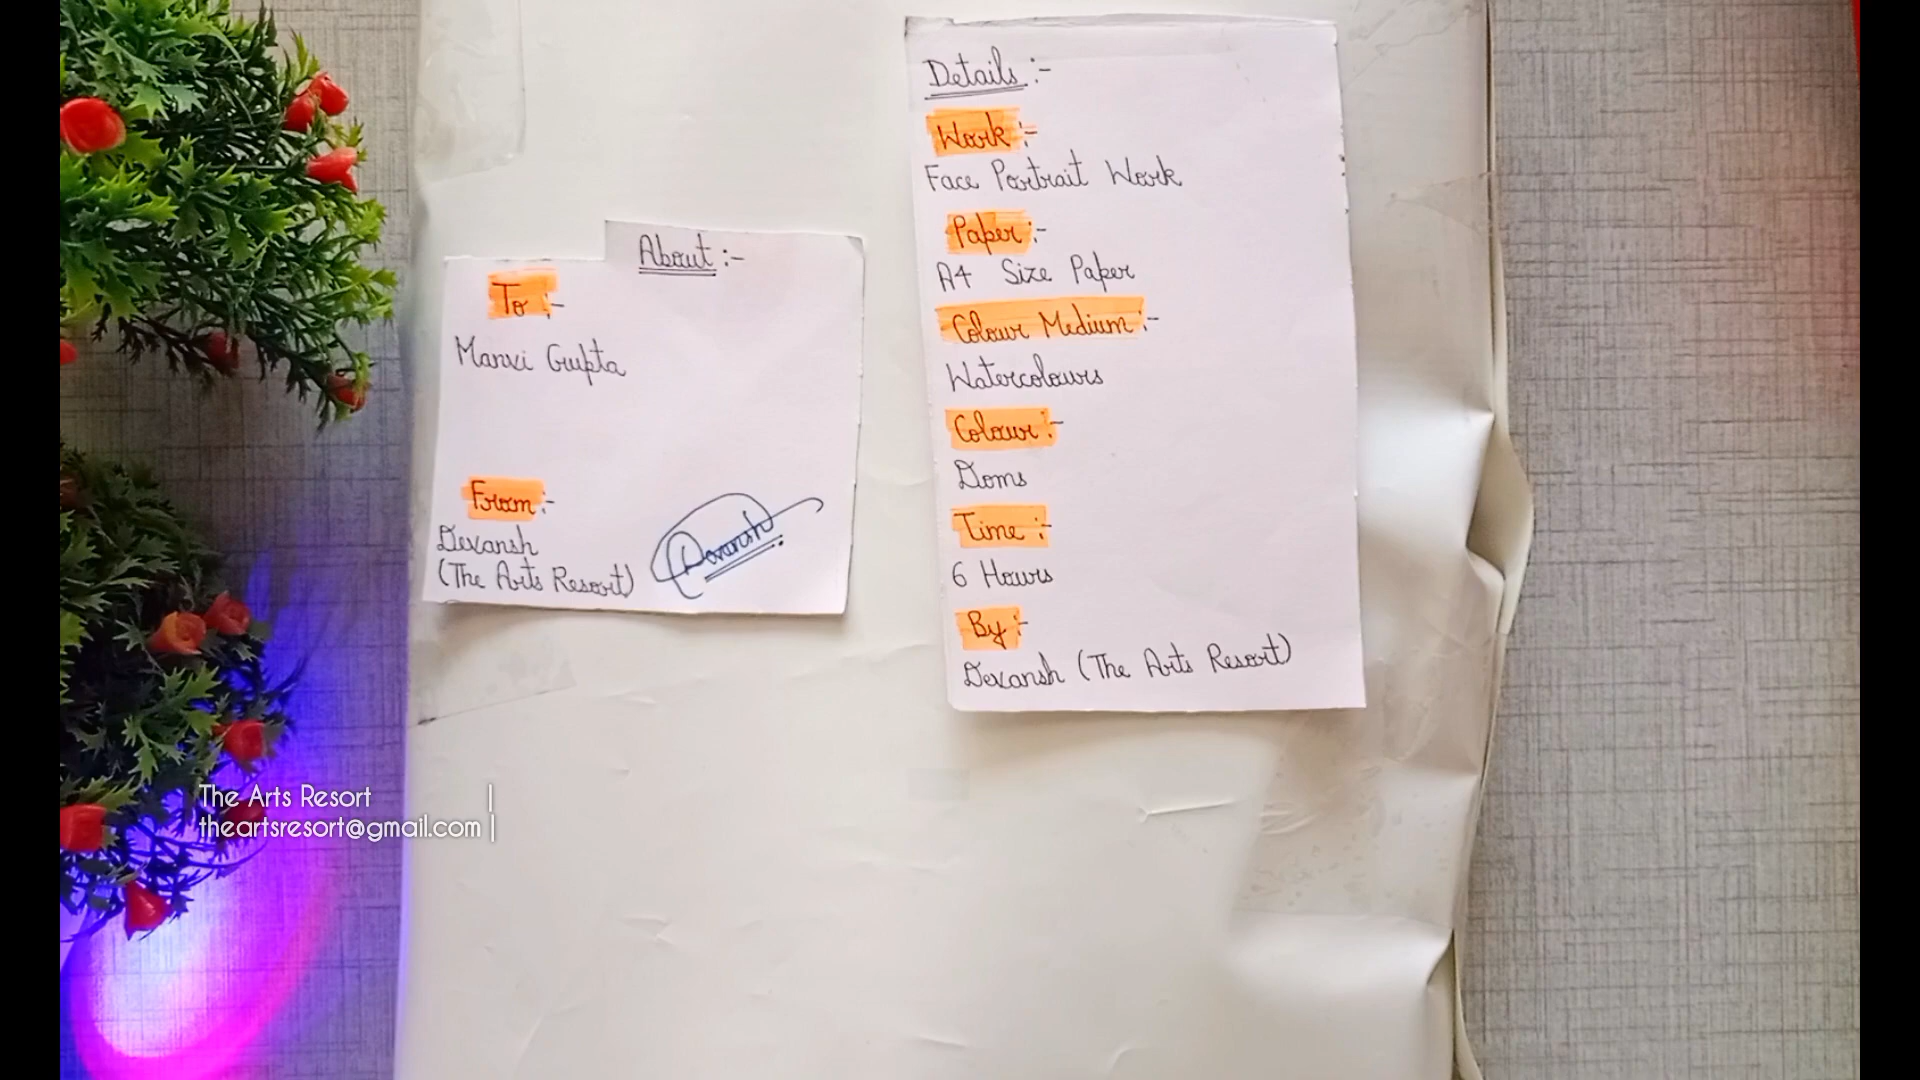 About :-
To :-
Manvi Gupta
From :-
Devansh
(The Arts Resort)
Devansh
Details :-
Work :-
Face Portrait Work
Paper :-
A4 Size Paper
Colour Medium :-
Watercolours
Colour :-
Doms
Time :-
6 Hours
By :-
Devansh (The Arts Resort)
The Arts Resort
theartsresort@gmail.com